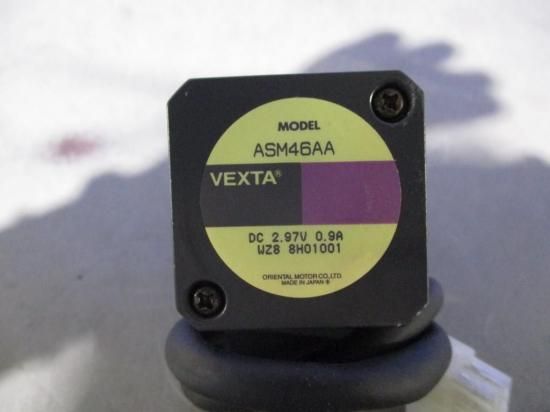 MODEL
ASM46AA
VEXTA®
DC 2.97V 0.9A
WZ8 8H01001
ORIENTAL MOTOR CO.,LTD.
MADE IN JAPAN